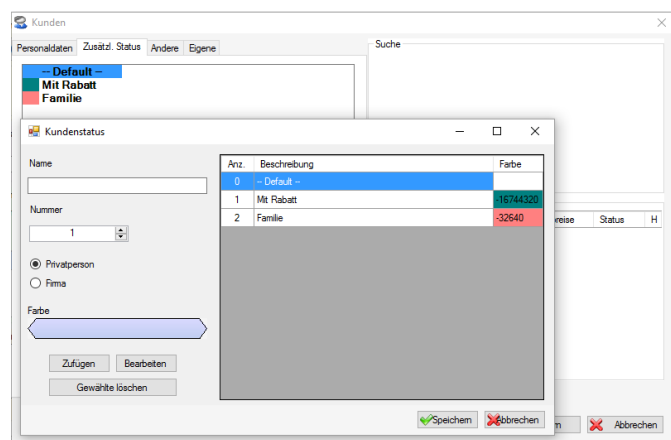 Kunden
Personaldaten Zusätzl. Status Andere Eigene
Suche
-- Default --
Mit Rabatt
Familie
Kundenstatus
Name
Nummer
1
Privatperson
Firma
Farbe
Zufügen Bearbeiten
Gewählte löschen
Anz. Beschreibung Farbe
0 -- Default --
1 Mit Rabatt -16744320
2 Familie -32640
Speichern Abbrechen
Status H
Abbrechen